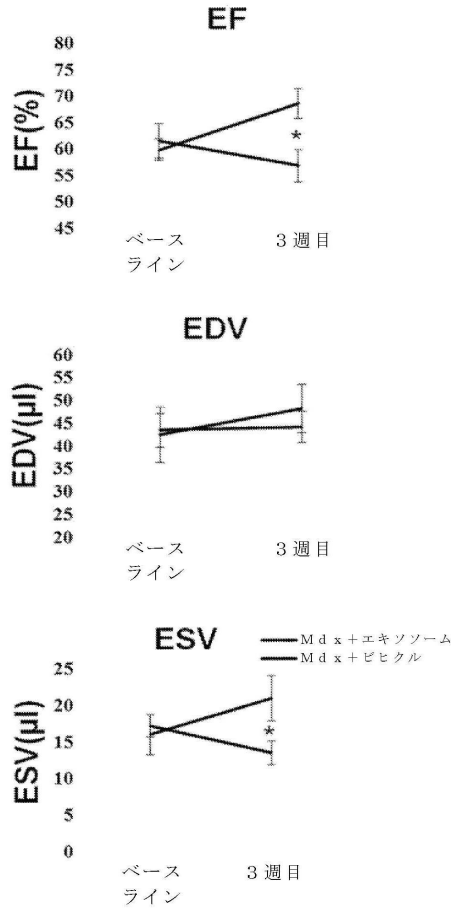 EF
80
75
70
65
60
55
50
45
EF(%)
*
ベース
ライン
3週目
EDV
60
55
50
45
40
35
30
25
20
EDV(μl)
ベース
ライン
3週目
ESV
Mdx+エキソソーム
Mdx+ビヒクル
25
20
15
10
5
0
ESV(μl)
*
ベース
ライン
3週目